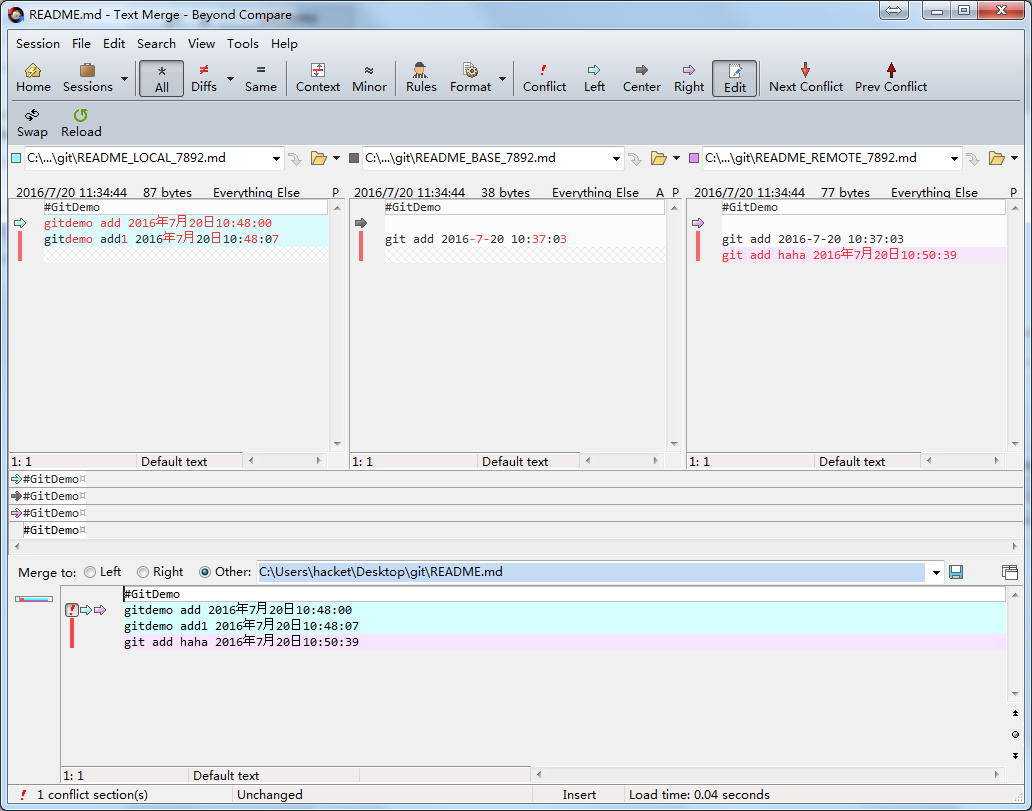 README.md - Text Merge - Beyond Compare
Session File Edit Search View Tools Help
Home Sessions All Diffs Same Context Minor Rules Format Conflict Left Center Right Edit Next Conflict Prev Conflict
Swap Reload
C:\...\git\README_LOCAL_7892.md C:\...\git\README_BASE_7892.md C:\...\git\README_REMOTE_7892.md
2016/7/20 11:34:44 87 bytes Everything Else P 2016/7/20 11:34:44 38 bytes Everything Else A P 2016/7/20 11:34:44 77 bytes Everything Else P
#GitDemo
gitdemo add 2016年7月20日10:48:00
gitdemo add1 2016年7月20日10:48:07
#GitDemo
git add 2016-7-20 10:37:03
#GitDemo
git add 2016-7-20 10:37:03
git add haha 2016年7月20日10:50:39
1: 1 Default text 1: 1 Default text 1: 1 Default text
#GitDemo¤
#GitDemo¤
#GitDemo¤
#GitDemo¤
Merge to: Left Right Other: C:\Users\hacket\Desktop\git\README.md
#GitDemo
gitdemo add 2016年7月20日10:48:00
gitdemo add1 2016年7月20日10:48:07
git add haha 2016年7月20日10:50:39
1: 1 Default text
1 conflict section(s) Unchanged Insert Load time: 0.04 seconds